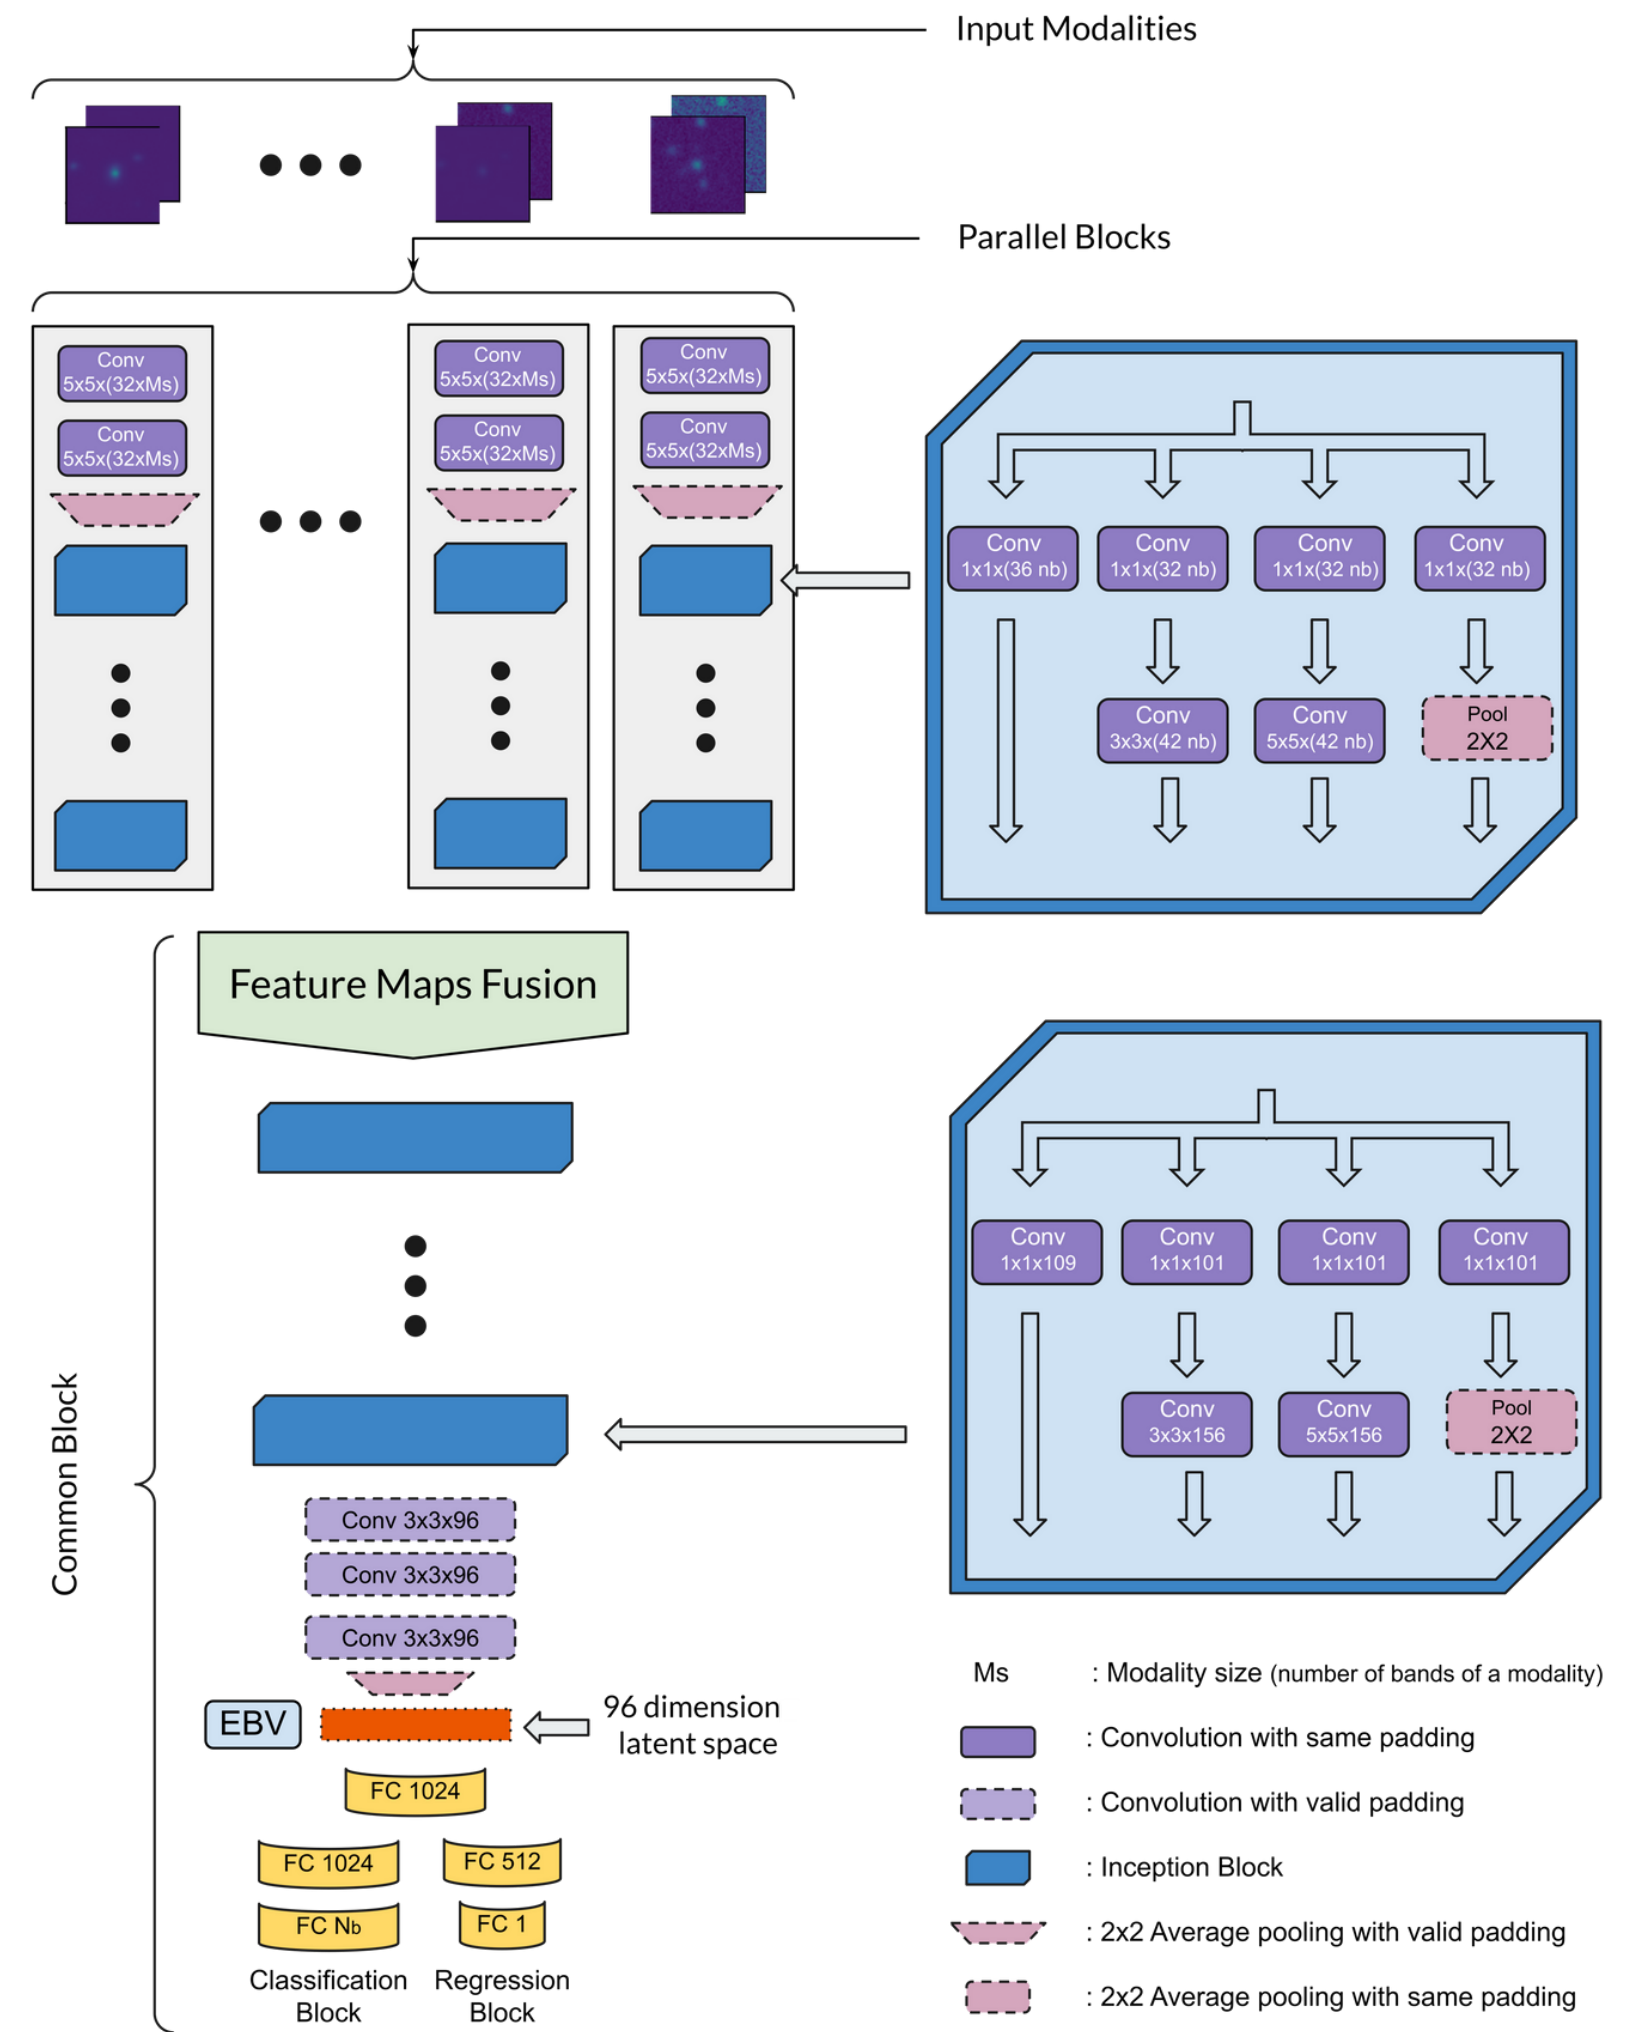 Input Modalities
Parallel Blocks
Conv
5x5x(32xMs)
Conv
5x5x(32xMs)
Conv
5x5x(32xMs)
Conv
5x5x(32xMs)
Conv
5x5x(32xMs)
Conv
5x5x(32xMs)
Conv
1x1x(36 nb)
Conv
1x1x(32 nb)
Conv
1x1x(32 nb)
Conv
1x1x(32 nb)
Conv
3x3x(42 nb)
Conv
5x5x(42 nb)
Pool
2X2
Feature Maps Fusion
Conv
1x1x109
Conv
1x1x101
Conv
1x1x101
Conv
1x1x101
Conv
3x3x156
Conv
5x5x156
Pool
2X2
Common Block
Conv 3x3x96
Conv 3x3x96
Conv 3x3x96
EBV
96 dimension
latent space
FC 1024
FC 1024
FC 512
FC Nb
FC 1
Classification
Block
Regression
Block
Ms : Modality size (number of bands of a modality)
: Convolution with same padding
: Convolution with valid padding
: Inception Block
: 2x2 Average pooling with valid padding
: 2x2 Average pooling with same padding